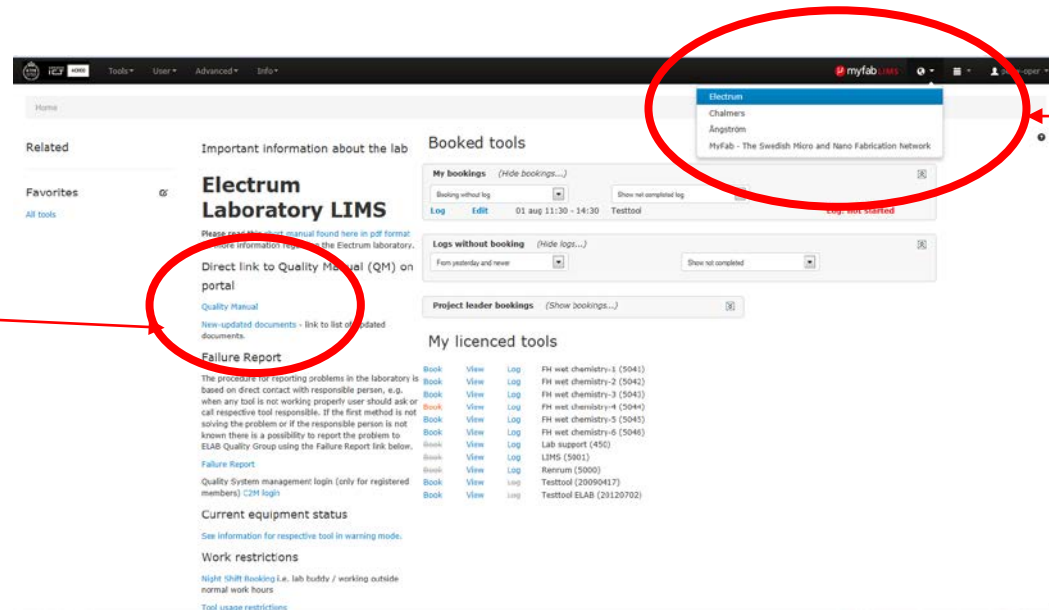 Tools User Advanced Info myfab LIMS
Electrum
Chalmers
Ångström
MyFab - The Swedish Micro and Nano Fabrication Network
Home
Related
Favorites
All tools
Important information about the lab
Electrum
Laboratory LIMS
Please read this short manual found here in pdf format
more information regarding the Electrum laboratory.
Direct link to Quality Manual (QM) on
portal
Quality Manual
New-updated documents - link to list of updated
documents.
Failure Report
The procedure for reporting problems in the laboratory is
based on direct contact with responsible person, e.g.
when any tool is not working properly user should ask or
call respective tool responsible. If the first method is not
solving the problem or if the responsible person is not
known there is a possibility to report the problem to
ELAB Quality Group using the Failure Report link below.
Failure Report
Quality System management login (only for registered
members) C2M login
Current equipment status
See information for respective tool in warning mode.
Work restrictions
Night Shift Booking i.e. lab buddy / working outside
normal work hours
Tool usage restrictions
Booked tools
My bookings (Hide bookings...)
Booking without log Show not completed log
Log Edit 01 aug 11:30 - 14:30 Testtool Log: not started
Logs without booking (Hide logs...)
From yesterday and newer Show not completed
Project leader bookings (Show bookings...)
My licenced tools
Book View Log FH wet chemistry-1 (5041)
Book View Log FH wet chemistry-2 (5042)
Book View Log FH wet chemistry-3 (5043)
Book View Log FH wet chemistry-4 (5044)
Book View Log FH wet chemistry-5 (5045)
Book View Log FH wet chemistry-6 (5046)
Book View Log Lab support (450)
Book View Log LIMS (5001)
Book View Log Renrum (5000)
Book View Log Testtool (20090417)
Book View Log Testtool ELAB (20120702)